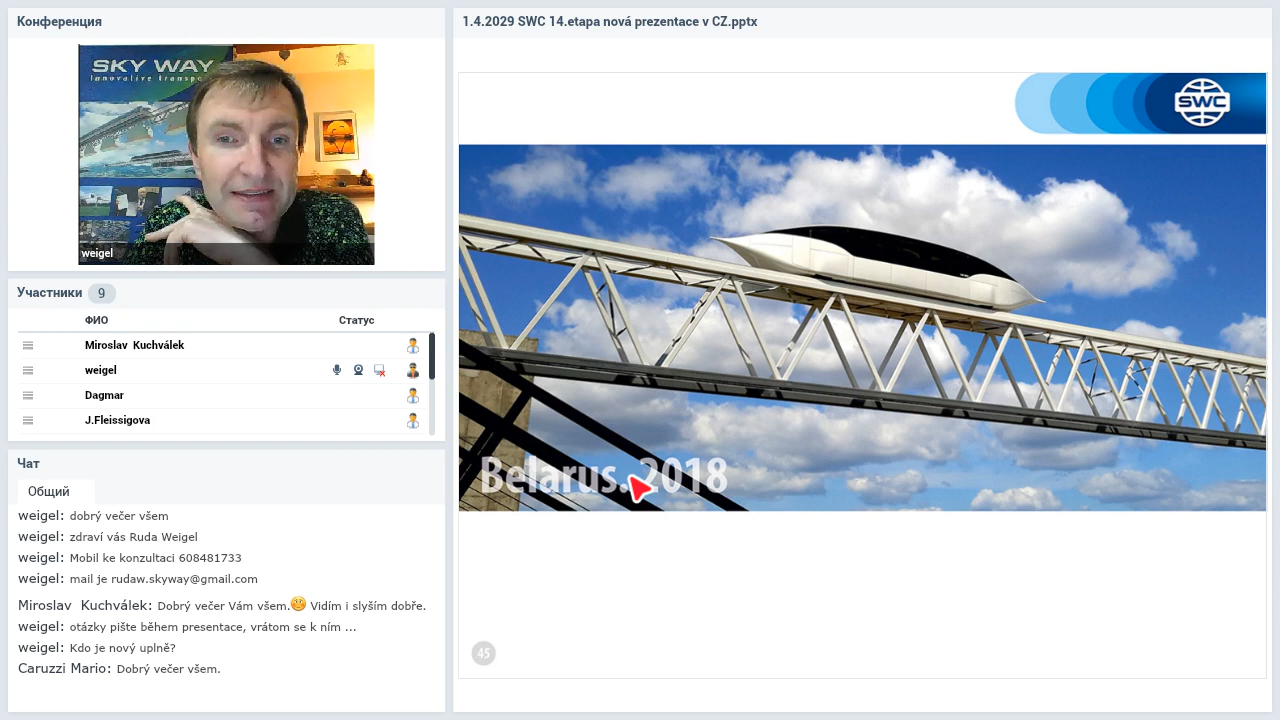 Конференция
SKY WAY
Innovative transpo
weigel
Участники 9
ФИО Статус
Miroslav Kuchválek
weigel
Dagmar
J.Fleissigova
Чат
Общий
weigel: dobrý večer všem
weigel: zdraví vás Ruda Weigel
weigel: Mobil ke konzultaci 608481733
weigel: mail je rudaw.skyway@gmail.com
Miroslav Kuchválek: Dobrý večer Vám všem. Vidím i slyším dobře.
weigel: otázky pište během presentace, vrátom se k ním ...
weigel: Kdo je nový uplně?
Caruzzi Mario: Dobrý večer všem.
1.4.2029 SWC 14.etapa nová prezentace v CZ.pptx
SWC
Belarus. 2018
45